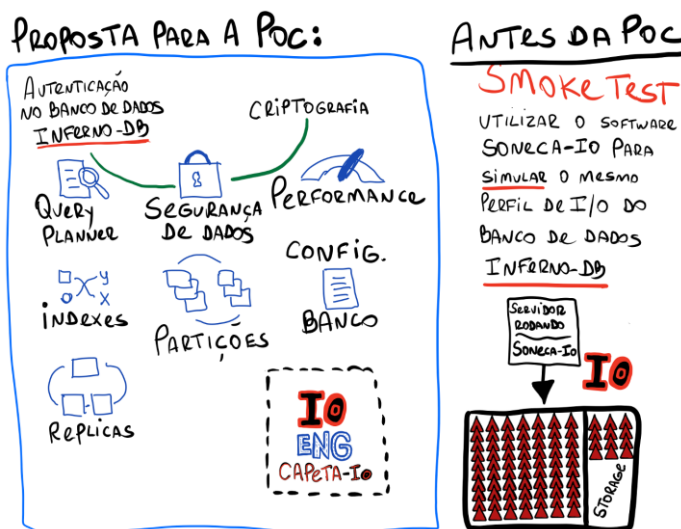 PROPOSTA PARA A POC:
AUTENTICAÇÃO
NO BANCO DE DADOS
INFERNO-DB
CRIPTOGRAFIA
QUERY
PLANNER
SEGURANÇA
DE DADOS
PERFORMANCE
INDEXES
Y
X
PARTIÇÕES
CONFIG.
BANCO
REPLICAS
IO
ENG
CAPETA-IO
ANTES DA POC
SMOKE TEST
UTILIZAR O SOFTWARE
SONECA-IO PARA
SIMULAR O MESMO
PERFIL DE I/O DO
BANCO DE DADOS
INFERNO-DB
SERVIDOR
RODANDO
SONECA-IO
IO
STORAGE